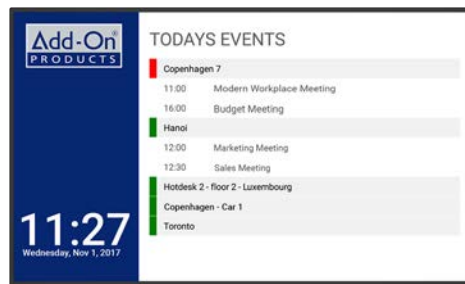 Add-On®
PRODUCTS
TODAYS EVENTS
Copenhagen 7
11:00 Modern Workplace Meeting
16:00 Budget Meeting
Hanoi
12:00 Marketing Meeting
12:30 Sales Meeting
Hotdesk 2 - floor 2 - Luxembourg
Copenhagen - Car 1
Toronto
11:27
Wednesday, Nov 1, 2017